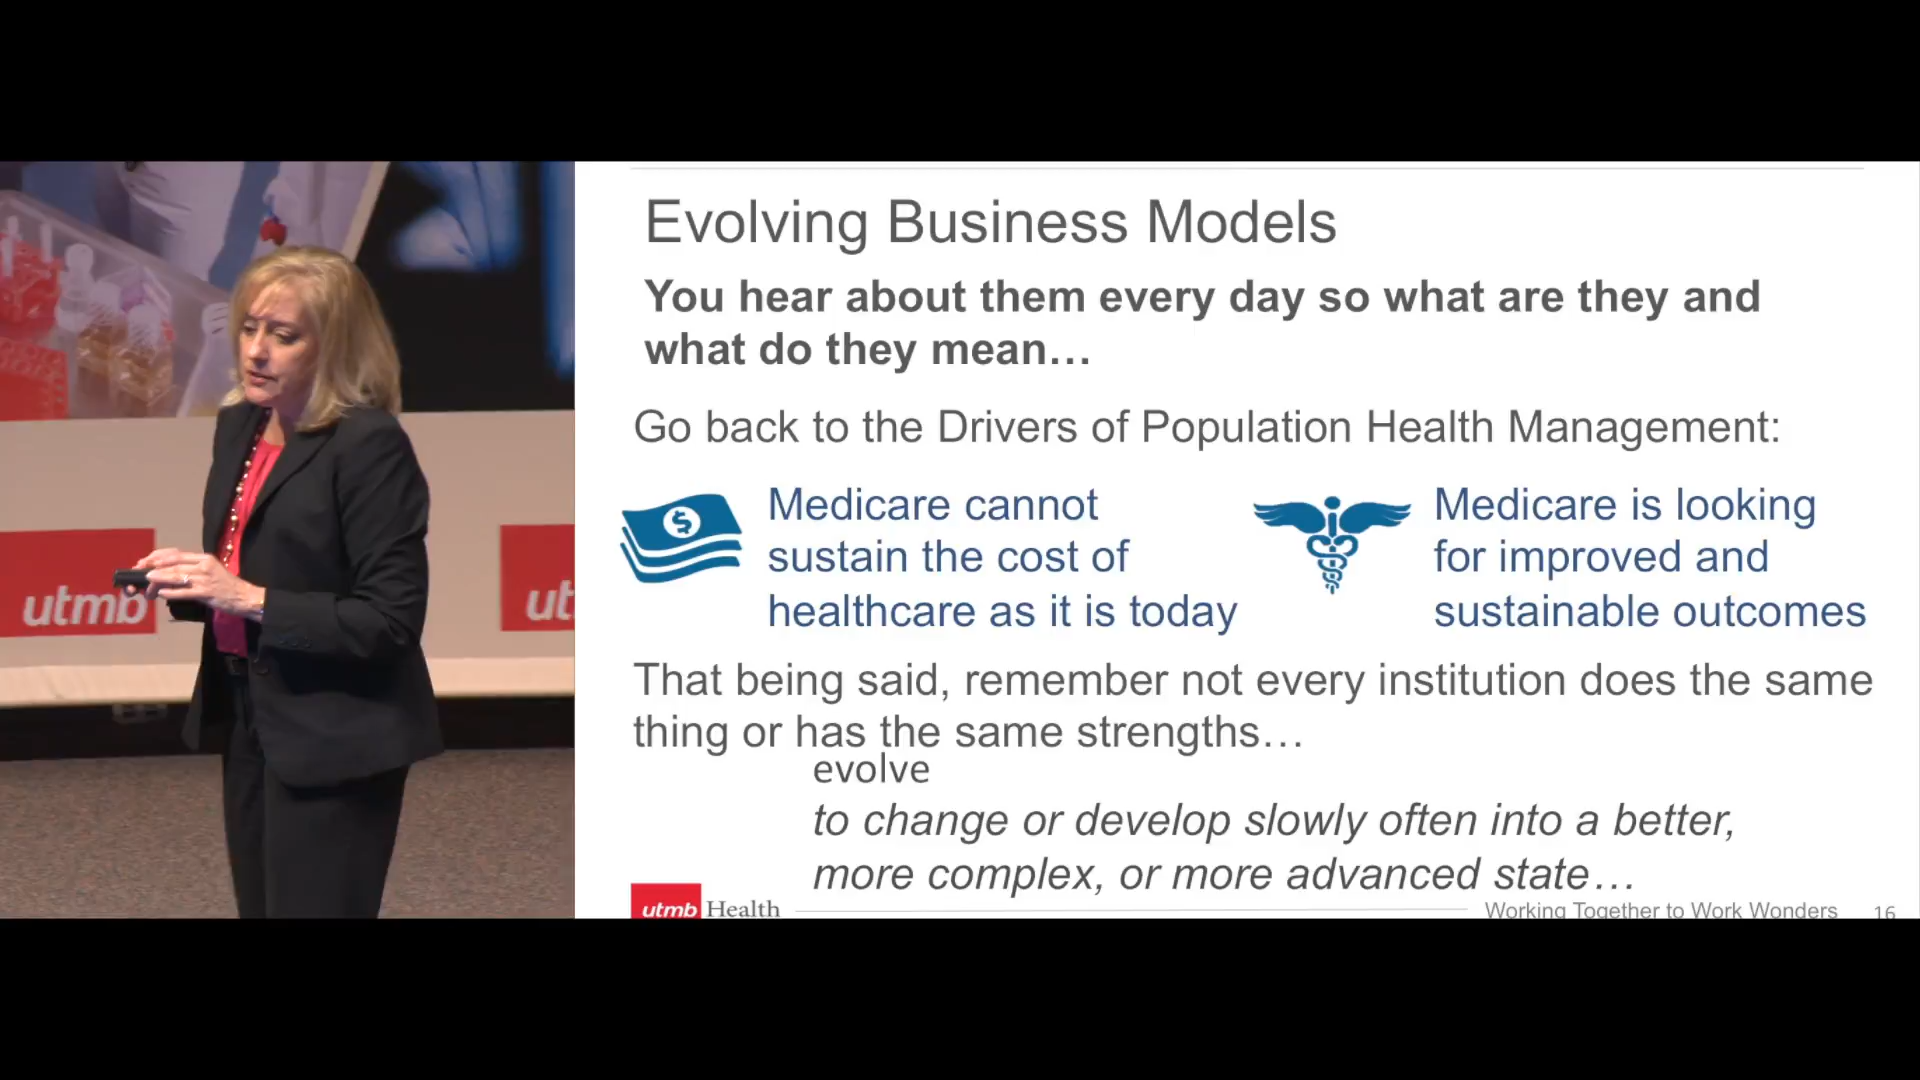 Evolving Business Models
You hear about them every day so what are they and
what do they mean…
Go back to the Drivers of Population Health Management:
Medicare cannot
sustain the cost of
healthcare as it is today
Medicare is looking
for improved and
sustainable outcomes
That being said, remember not every institution does the same
thing or has the same strengths…
evolve
to change or develop slowly often into a better,
more complex, or more advanced state…
utmb Health
Working Together to Work Wonders
16
utmb
ut